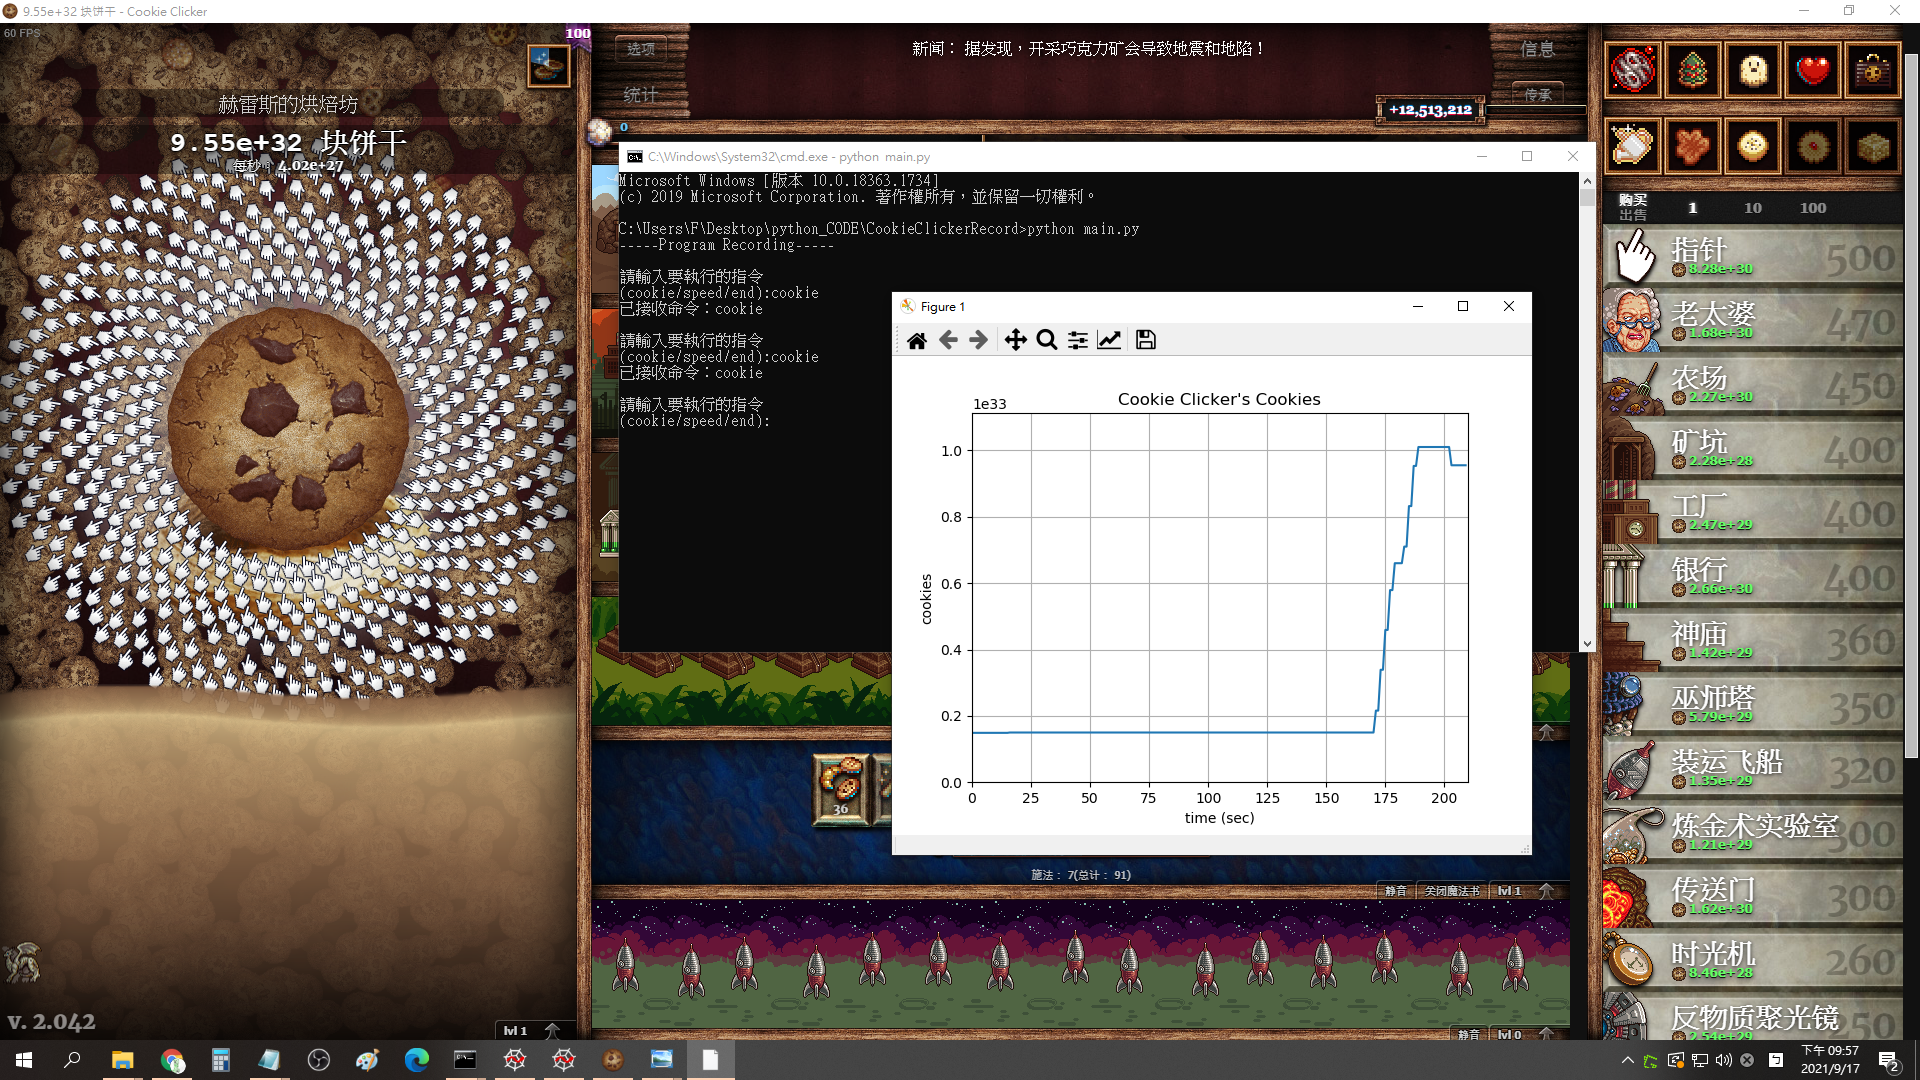 9.55e+32 块饼干 - Cookie Clicker
60 FPS
100
赫雷斯的烘焙坊
9.55e+32 块饼干
每秒: 4.02e+27
v. 2.042
lvl 1
选项
统计
新闻： 据发现，开采巧克力矿会导致地震和地陷！
信息
传承
+12,513,212
0
C:\Windows\System32\cmd.exe - python  main.py
Microsoft Windows [版本 10.0.18363.1734]
(c) 2019 Microsoft Corporation. 著作權所有，並保留一切權利。
C:\Users\F\Desktop\python_CODE\CookieClickerRecord>python main.py
-----Program Recording-----
請輸入要執行的指令
(cookie/speed/end):cookie
已接收命令：cookie
請輸入要執行的指令
(cookie/speed/end):cookie
已接收命令：cookie
請輸入要執行的指令
(cookie/speed/end):
Figure 1
Cookie Clicker's Cookies
1e33
1.0
0.8
0.6
0.4
0.2
0.0
cookies
0 25 50 75 100 125 150 175 200
time (sec)
36
施法： 7(总计： 91)
静音 关闭魔法书 lvl 1
静音 lvl 0
购买
出售
1 10 100
指针
8.28e+30
500
老太婆
1.68e+30
470
农场
2.27e+30
450
矿坑
2.28e+28
400
工厂
2.47e+29
400
银行
2.66e+30
400
神庙
1.42e+29
360
巫师塔
5.79e+29
350
装运飞船
1.35e+29
320
炼金术实验室
1.21e+29
300
传送门
1.62e+30
300
时光机
8.46e+28
260
反物质聚光镜
2.54e+29
250
下午 09:57
2021/9/17
2